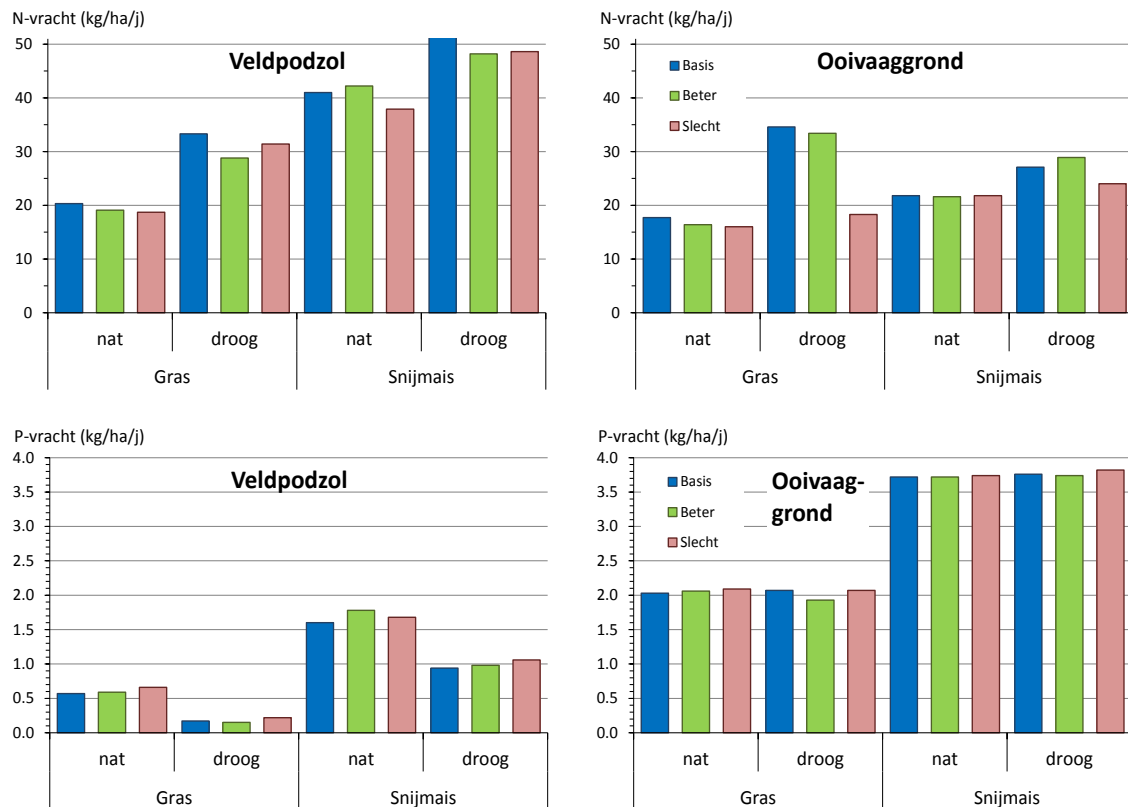 N-vracht (kg/ha/j)
Veldpodzol
50
40
30
20
10
0
nat droog nat droog
Gras Snijmais
N-vracht (kg/ha/j)
Ooivaaggrond
50
40
30
20
10
0
Basis
Beter
Slecht
nat droog nat droog
Gras Snijmais
P-vracht (kg/ha/j)
Veldpodzol
4.0
3.5
3.0
2.5
2.0
1.5
1.0
0.5
0.0
nat droog nat droog
Gras Snijmais
P-vracht (kg/ha/j)
Ooivaag-
grond
4.0
3.5
3.0
2.5
2.0
1.5
1.0
0.5
0.0
Basis
Beter
Slecht
nat droog nat droog
Gras Snijmais